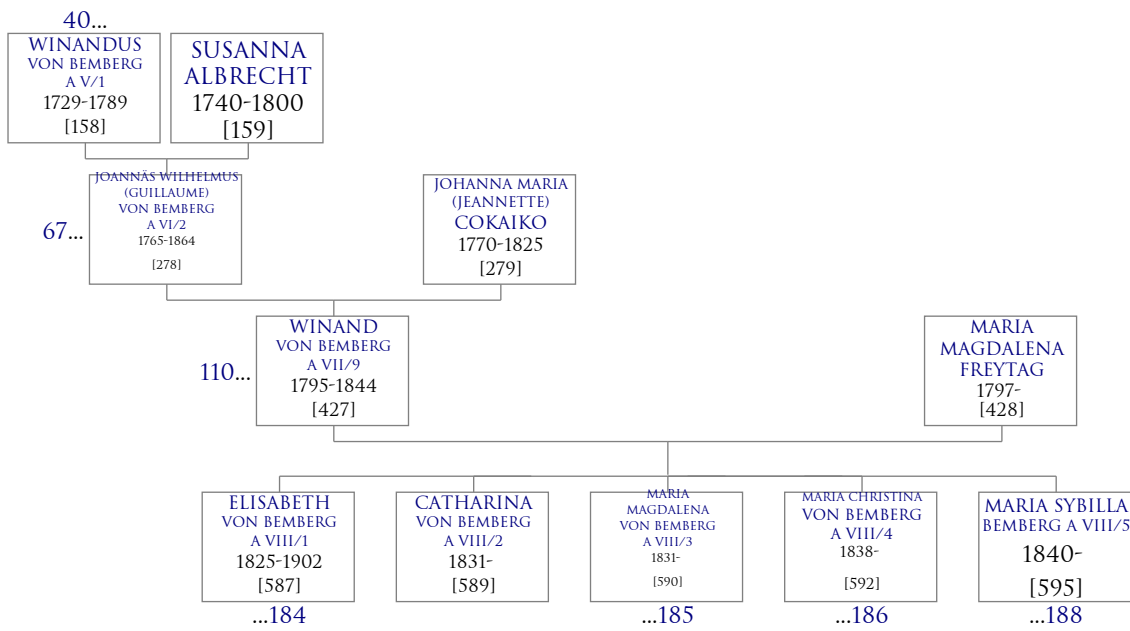 40...
WINANDUS
VON BEMBERG
A V/1
1729-1789
[158]
SUSANNA
ALBRECHT
1740-1800
[159]
JOANNÄS WILHELMUS
(GUILLAUME)
VON BEMBERG
A VI/2
1765-1864
[278]
67...
JOHANNA MARIA
(JEANNETTE)
COKAIKO
1770-1825
[279]
WINAND
VON BEMBERG
A VII/9
1795-1844
[427]
110...
MARIA
MAGDALENA
FREYTAG
1797-
[428]
ELISABETH
VON BEMBERG
A VIII/1
1825-1902
[587]
...184
CATHARINA
VON BEMBERG
A VIII/2
1831-
[589]
MARIA
MAGDALENA
VON BEMBERG
A VIII/3
1831-
[590]
...185
MARIA CHRISTINA
VON BEMBERG
A VIII/4
1838-
[592]
...186
MARIA SYBILLA
BEMBERG A VIII/5
1840-
[595]
...188